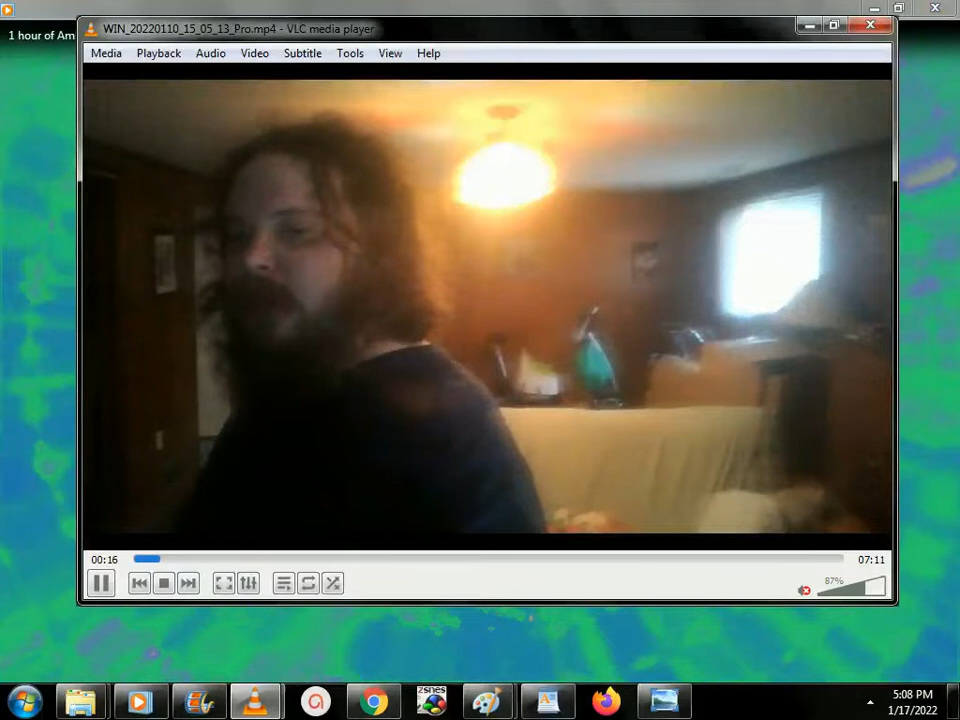 1 hour of Am
WIN_20220110_15_05_13_Pro.mp4 - VLC media player
Media Playback Audio Video Subtitle Tools View Help
00:16
07:11
87%
zsnes
5:08 PM
1/17/2022